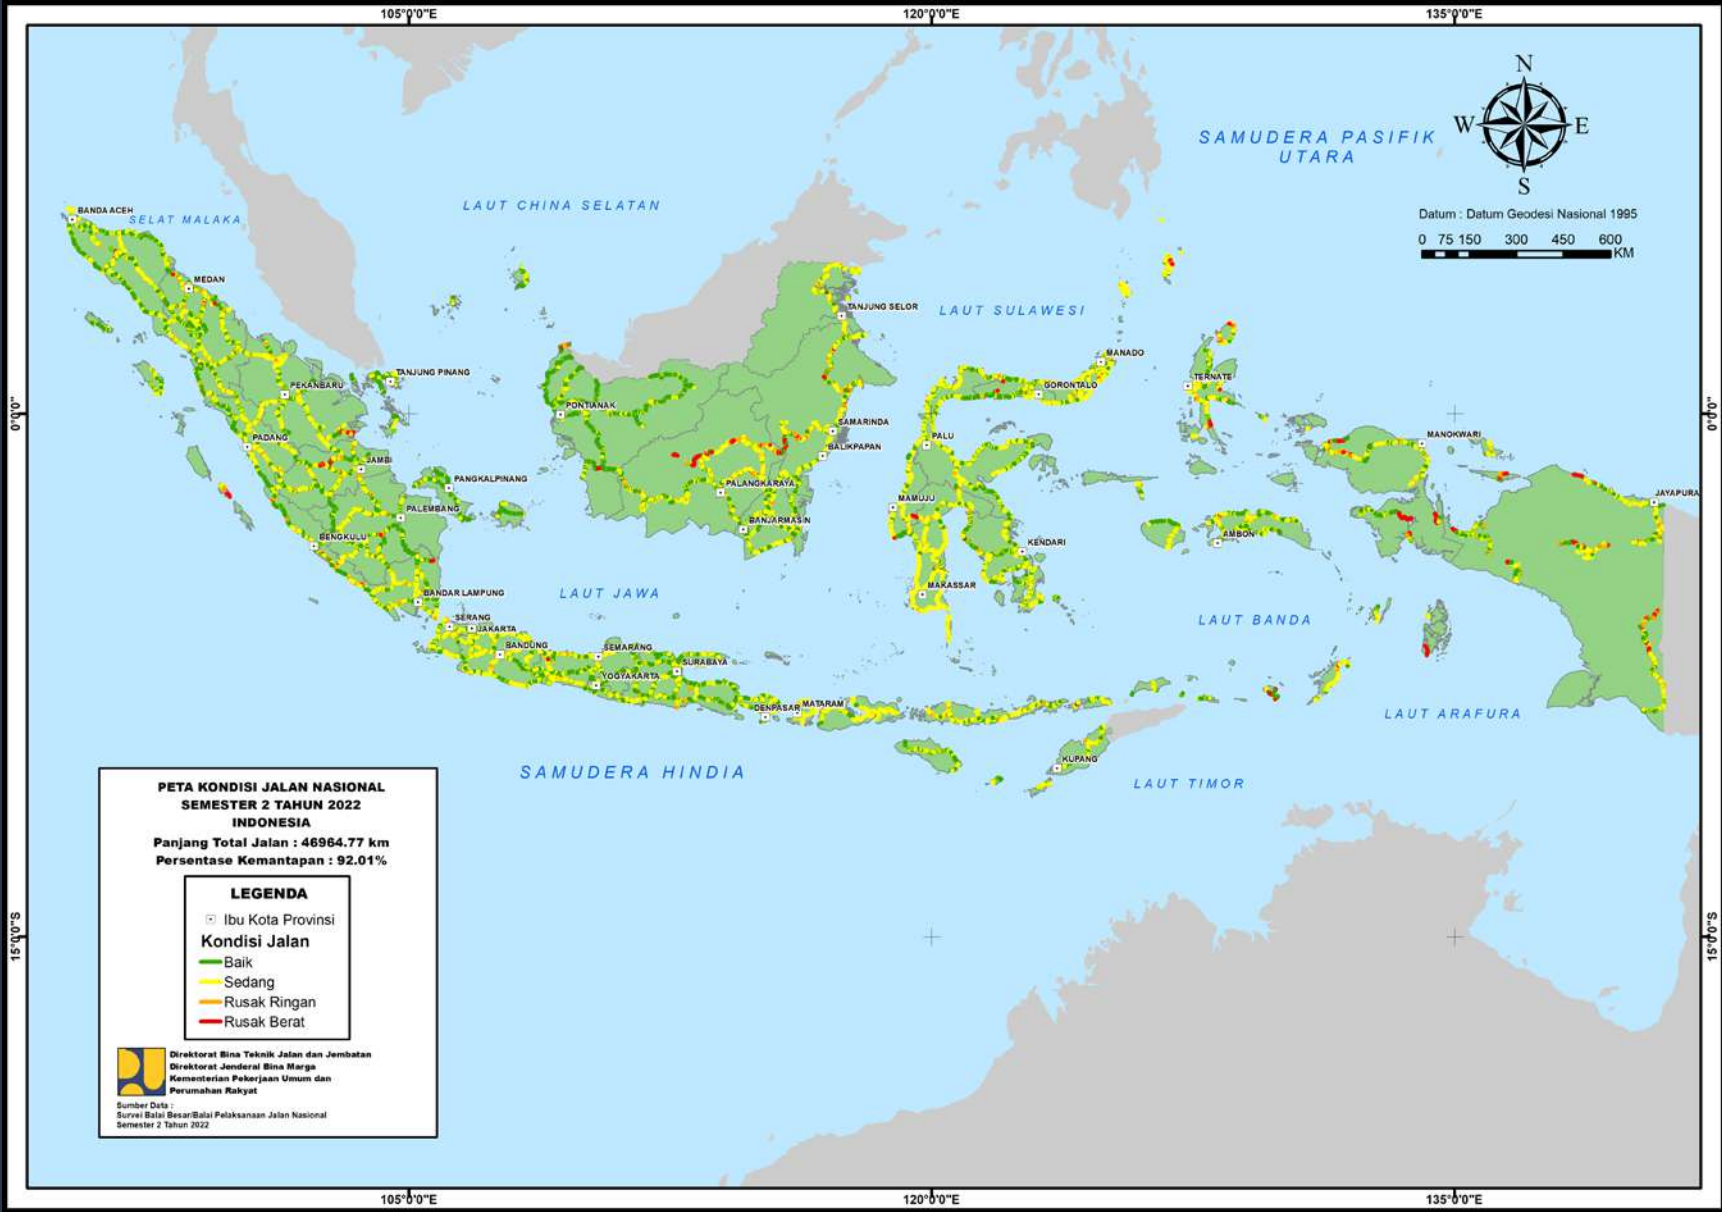 105°0'0"E
120°0'0"E
135°0'0"E
N
W
E
S
SAMUDERA PASIFIK
UTARA
Datum : Datum Geodesi Nasional 1995
0 75 150 300 450 600
KM
LAUT CHINA SELATAN
BANDA ACEH
SELAT MALAKA
MEDAN
TANJUNG SELOR
LAUT SULAWESI
MANADO
TANJUNG PINANG
PEKANBARU
GORONTALO
TERNATE
0°0'0"
PONTIANAK
0°0'0"
SAMARINDA
PADANG
PALU
MANOKWARI
BALIKPAPAN
JAMBI
PANGKALPINANG
PALANGKARAYA
JAYAPURA
MAMUJU
PALEMBANG
BANJARMASIN
BENGKULU
AMBON
KENDARI
MAKASSAR
BANDAR LAMPUNG
LAUT JAWA
SERANG
LAUT BANDA
JAKARTA
BANDUNG
SEMARANG
SURABAYA
YOGYAKARTA
DENPASAR
MATARAM
LAUT ARAFURA
KUPANG
SAMUDERA HINDIA
LAUT TIMOR
PETA KONDISI JALAN NASIONAL
SEMESTER 2 TAHUN 2022
INDONESIA
Panjang Total Jalan : 46964.77 km
Persentase Kemantapan : 92.01%
LEGENDA
Ibu Kota Provinsi
Kondisi Jalan
Baik
Sedang
Rusak Ringan
Rusak Berat
Direktorat Bina Teknik Jalan dan Jembatan
Direktorat Jenderal Bina Marga
Kementerian Pekerjaan Umum dan
Perumahan Rakyat
Sumber Data :
Survei Balai Besar/Balai Pelaksanaan Jalan Nasional
Semester 2 Tahun 2022
15°0'0"S
15°0'0"S
105°0'0"E
120°0'0"E
135°0'0"E